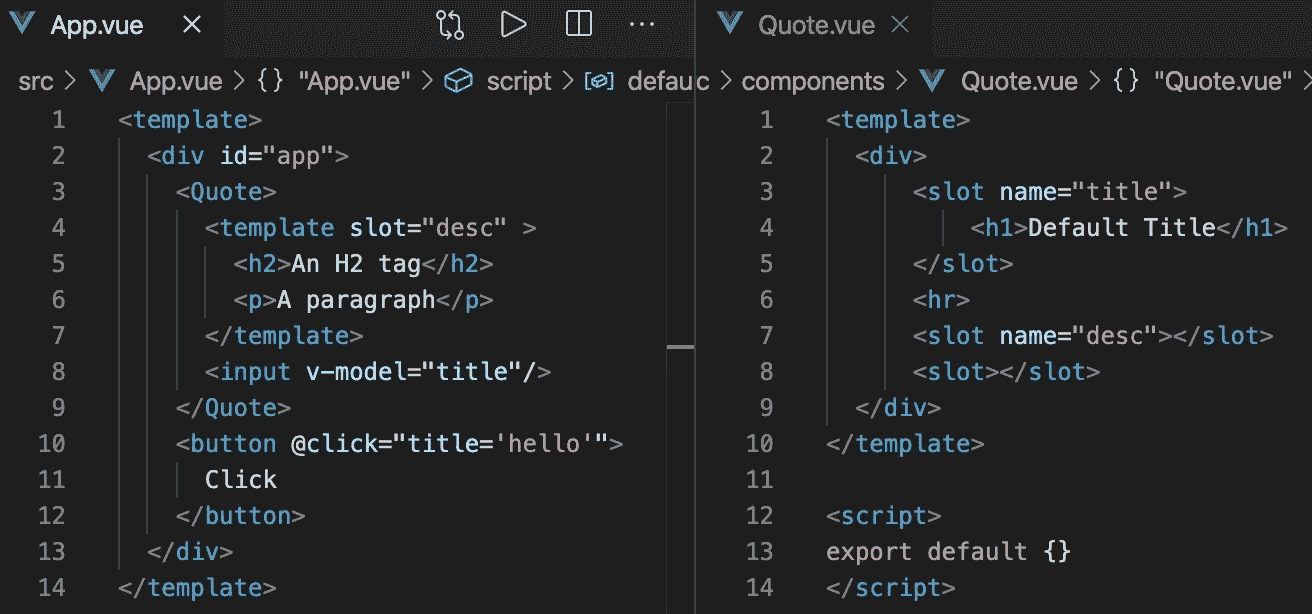 App.vue
src > App.vue > {} "App.vue" > script > defau
1 <template>
2 <div id="app">
3 <Quote>
4 <template slot="desc" >
5 <h2>An H2 tag</h2>
6 <p>A paragraph</p>
7 </template>
8 <input v-model="title"/>
9 </Quote>
10 <button @click="title='hello'">
11 Click
12 </button>
13 </div>
14 </template>
Quote.vue
c > components > Quote.vue > {} "Quote.vue" >
1 <template>
2 <div>
3 <slot name="title">
4 <h1>Default Title</h1>
5 </slot>
6 <hr>
7 <slot name="desc"></slot>
8 <slot></slot>
9 </div>
10 </template>
11
12 <script>
13 export default {}
14 </script>